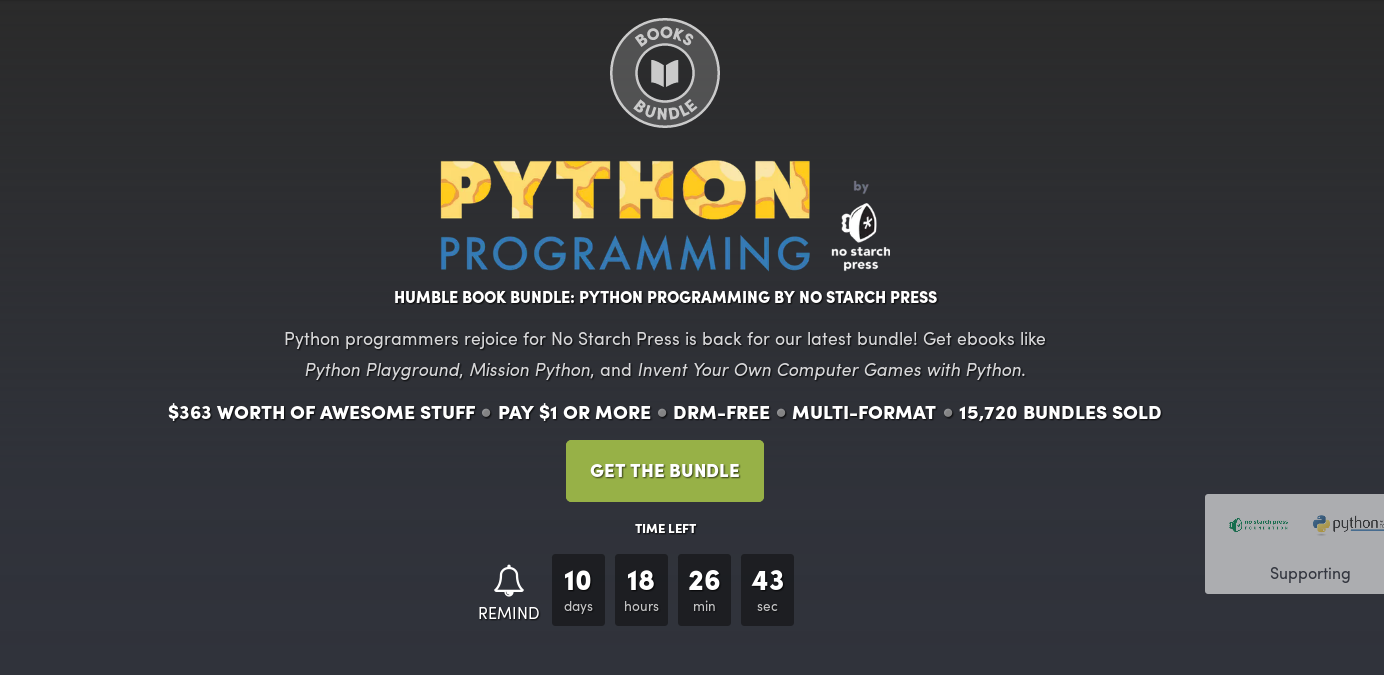 BOOKS
BUNDLE
PYTHON
by
PROGRAMMING
no starch
press
HUMBLE BOOK BUNDLE: PYTHON PROGRAMMING BY NO STARCH PRESS
Python programmers rejoice for No Starch Press is back for our latest bundle! Get ebooks like
Python Playground, Mission Python, and Invent Your Own Computer Games with Python.
$363 WORTH OF AWESOME STUFF • PAY $1 OR MORE • DRM-FREE • MULTI-FORMAT • 15,720 BUNDLES SOLD
GET THE BUNDLE
TIME LEFT
10 18 26 43
days hours min sec
REMIND
no starch press
FOUNDATION
python
Supporting